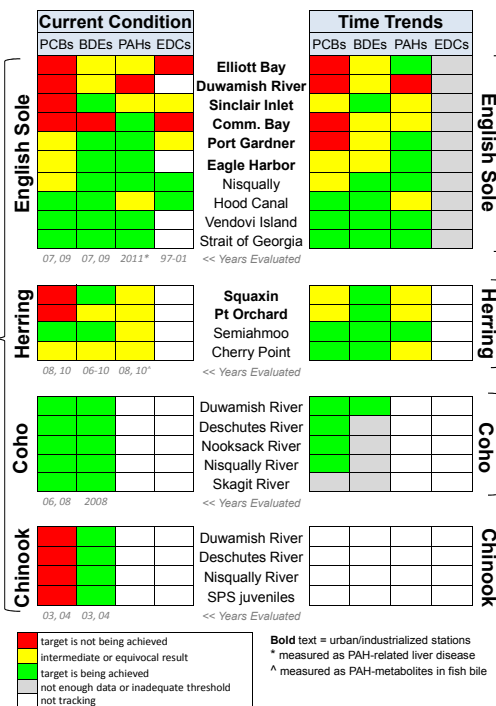 Current Condition
Time Trends
PCBs BDEs PAHs EDCs
PCBs BDEs PAHs EDCs
English Sole
Elliott Bay
Duwamish River
Sinclair Inlet
Comm. Bay
Port Gardner
Eagle Harbor
Nisqually
Hood Canal
Vendovi Island
Strait of Georgia
English Sole
07, 09 07, 09 2011* 97-01 << Years Evaluated
Herring
Squaxin
Pt Orchard
Semiahmoo
Cherry Point
Herring
08, 10 06-10 08, 10^ << Years Evaluated
Coho
Duwamish River
Deschutes River
Nooksack River
Nisqually River
Skagit River
Coho
06, 08 2008 << Years Evaluated
Chinook
Duwamish River
Deschutes River
Nisqually River
SPS juveniles
Chinook
03, 04 03, 04 << Years Evaluated
target is not being achieved
intermediate or equivocal result
target is being achieved
not enough data or inadequate threshold
not tracking
Bold text = urban/industrialized stations
* measured as PAH-related liver disease
^ measured as PAH-metabolites in fish bile